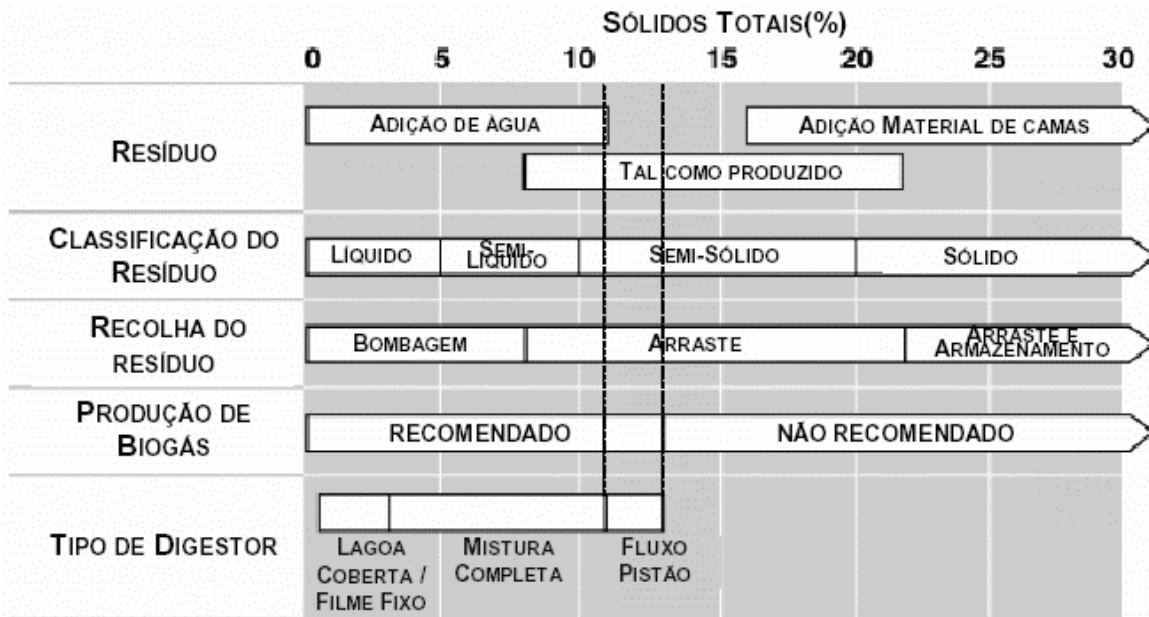 SÓLIDOS TOTAIS(%)
0 5 10 15 20 25 30
RESÍDUO
ADIÇÃO DE ÀGUA
ADIÇÃO MATERIAL DE CAMAS
TAL COMO PRODUZIDO
CLASSIFICAÇÃO DO
RESÍDUO
LÍQUIDO
SEMI-
LÍQUIDO
SEMI-SÓLIDO
SÓLIDO
RECOLHA DO
RESÍDUO
BOMBAGEM
ARRASTE
ARRASTE E
ARMAZENAMENTO
PRODUÇÃO DE
BIOGÁS
RECOMENDADO
NÃO RECOMENDADO
TIPO DE DIGESTOR
LAGOA
COBERTA /
FILME FIXO
MISTURA
COMPLETA
FLUXO
PISTÃO